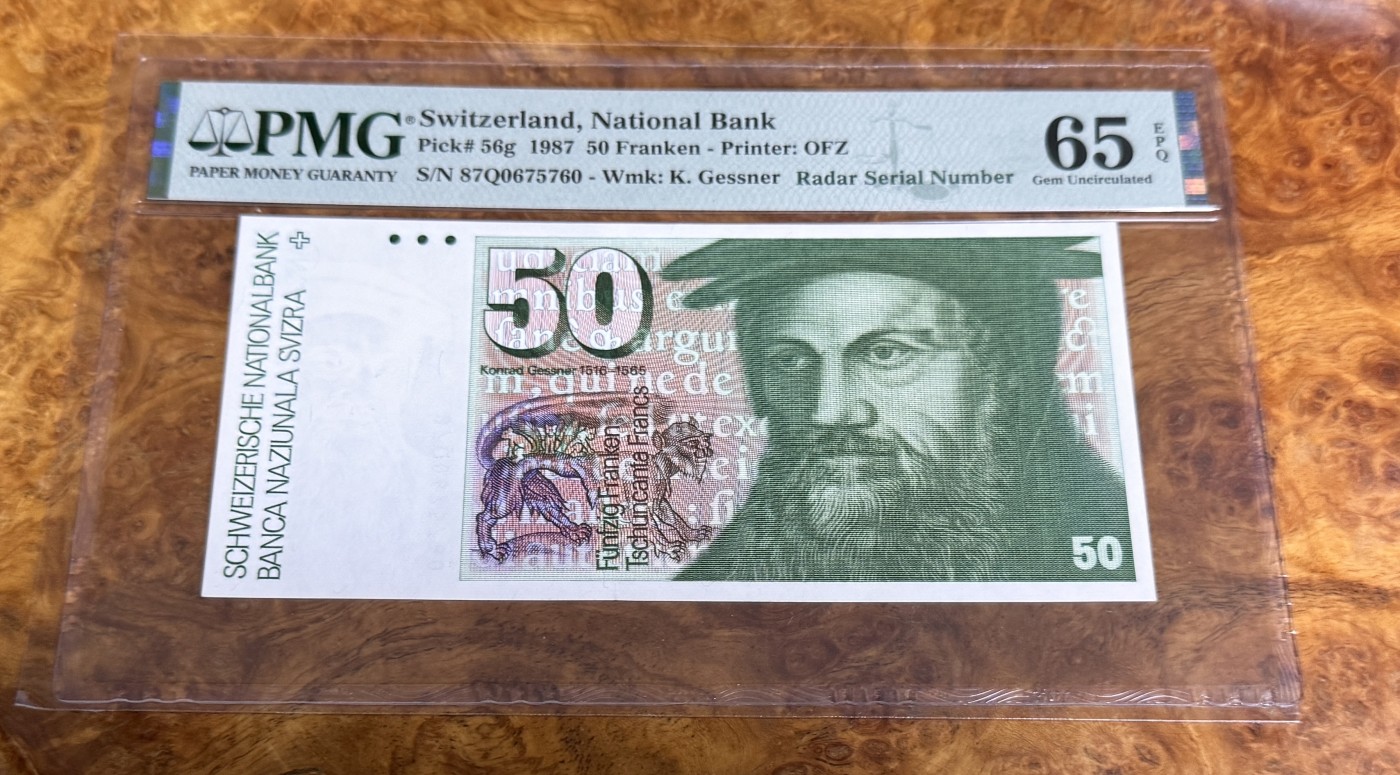 PMG®
PAPER MONEY GUARANTY
Switzerland, National Bank
Pick# 56g 1987 50 Franken - Printer: OFZ
S/N 87Q0675760 - Wmk: K. Gessner Radar Serial Number
65
Gem Uncirculated
EPQ
SCHWEIZERISCHE NATIONALBANK
BANCA NAZIUNALA SVIZRA
50
Konrad Gessner 1516–1565
Fünfzig Franken
Tschuncanta Francs
50